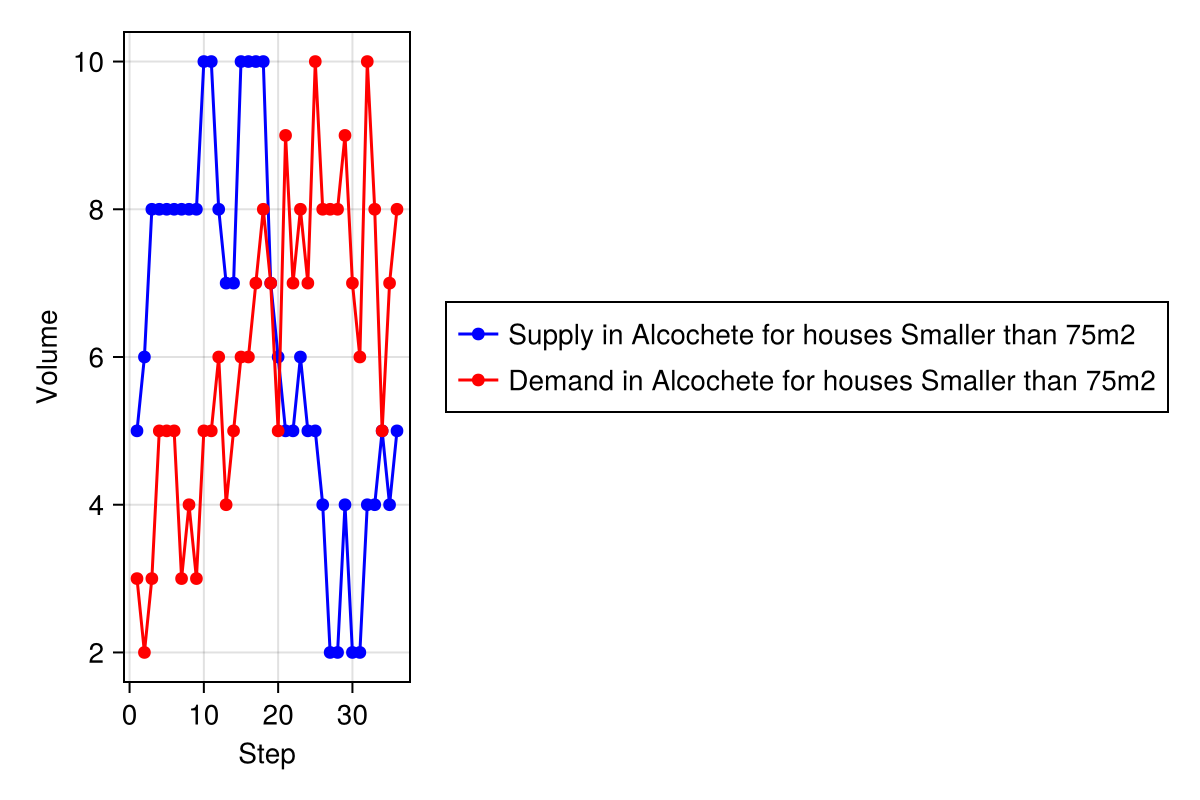 10
8
6
4
2
Volume
0 10 20 30
Step
Supply in Alcochete for houses Smaller than 75m2
Demand in Alcochete for houses Smaller than 75m2